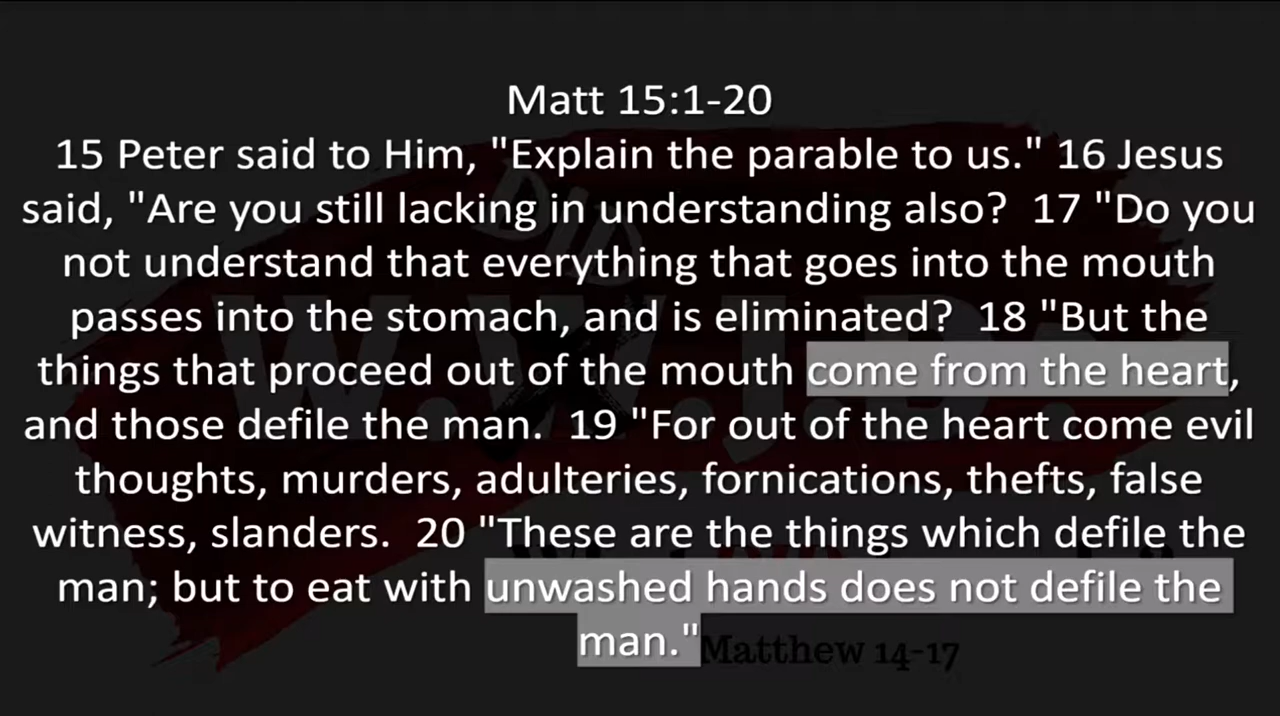 Matt 15:1-20
15 Peter said to Him, "Explain the parable to us." 16 Jesus
said, "Are you still lacking in understanding also?  17 "Do you
not understand that everything that goes into the mouth
passes into the stomach, and is eliminated?  18 "But the
things that proceed out of the mouth come from the heart,
and those defile the man.  19 "For out of the heart come evil
thoughts, murders, adulteries, fornications, thefts, false
witness, slanders.  20 "These are the things which defile the
man; but to eat with unwashed hands does not defile the
man."
Matthew 14-17